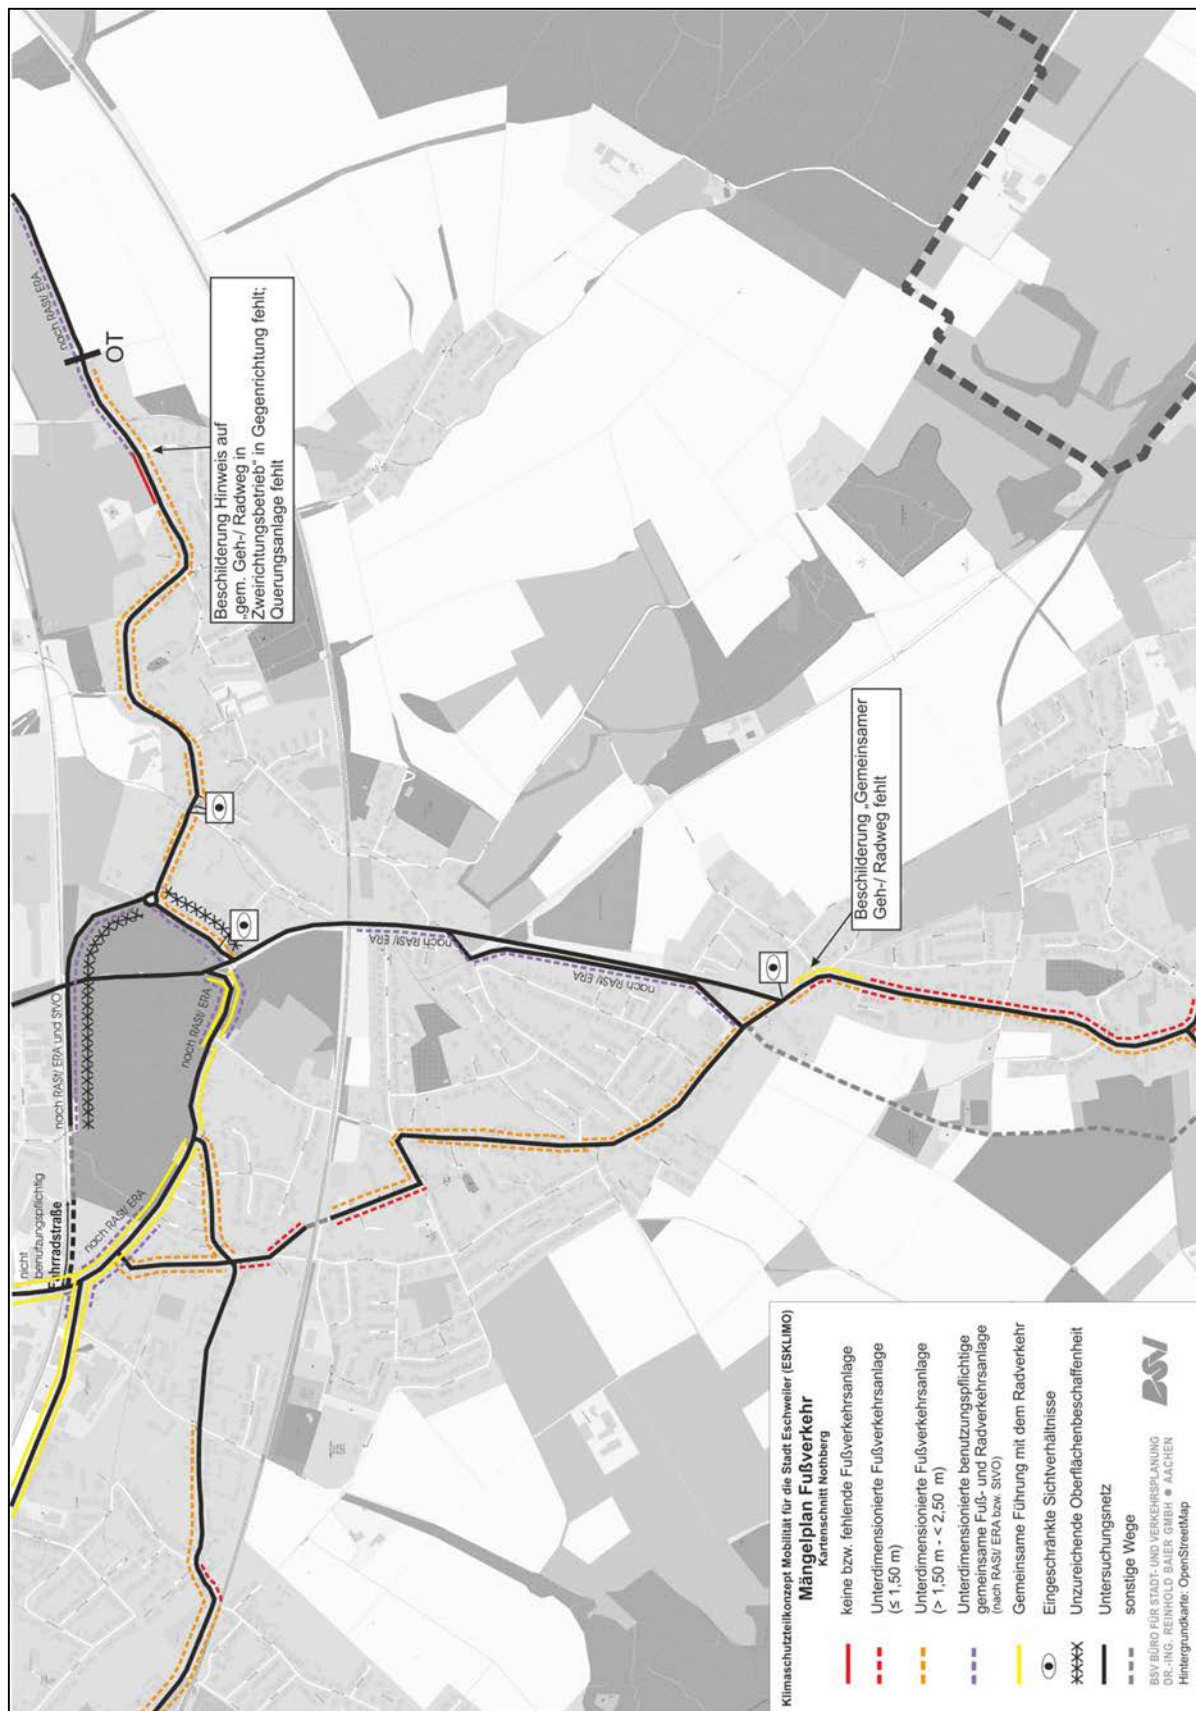 nach RASt/ ERA
OT
Beschilderung Hinweis auf
„gem. Geh-/ Radweg in
Zweirichtungsbetrieb“ in Gegenrichtung fehlt;
Querungsanlage fehlt
nach RASt/ ERA und StVO
nicht
benutzungspflichtig
Fahrradstraße
nach RASt/ ERA
nach RASt/ ERA
nach RASt/ ERA
nach RASt/ ERA
Beschilderung „Gemeinsamer
Geh-/ Radweg fehlt
Klimaschutzteilkonzept Mobilität für die Stadt Eschweiler (ESKLIMO)
Mängelplan Fußverkehr
Kartenschnitt Nothberg
keine bzw. fehlende Fußverkehrsanlage
Unterdimensionierte Fußverkehrsanlage
(≤ 1,50 m)
Unterdimensionierte Fußverkehrsanlage
(> 1,50 m - < 2,50 m)
Unterdimensionierte benutzungspflichtige
gemeinsame Fuß- und Radverkehrsanlage
(nach RASt/ ERA bzw. StVO)
Gemeinsame Führung mit dem Radverkehr
Eingeschränkte Sichtverhältnisse
Unzureichende Oberflächenbeschaffenheit
Untersuchungsnetz
sonstige Wege
BSV BÜRO FÜR STADT- UND VERKEHRSPLANUNG
DR.-ING. REINHOLD BAIER GMBH ● AACHEN
Hintergrundkarte: OpenStreetMap
BSV